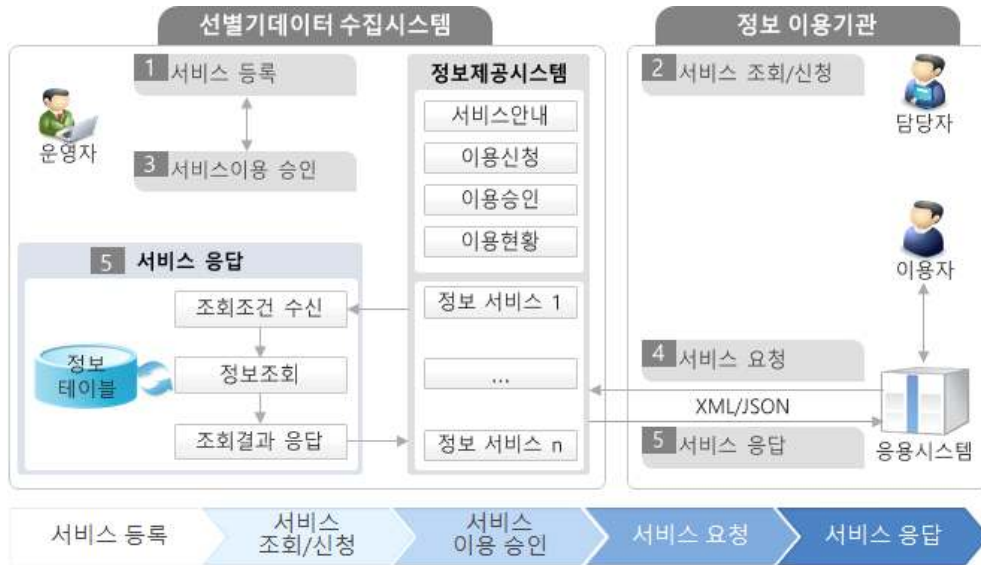 선별기데이터 수집시스템
정보 이용기관
1 서비스 등록
운영자
3 서비스이용 승인
정보제공시스템
서비스안내
이용신청
이용승인
이용현황
2 서비스 조회/신청
담당자
이용자
5 서비스 응답
조회조건 수신
정보
테이블
정보조회
조회결과 응답
정보 서비스 1
...
정보 서비스 n
4 서비스 요청
XML/JSON
5 서비스 응답
응용시스템
서비스 등록
서비스
조회/신청
서비스
이용 승인
서비스 요청
서비스 응답